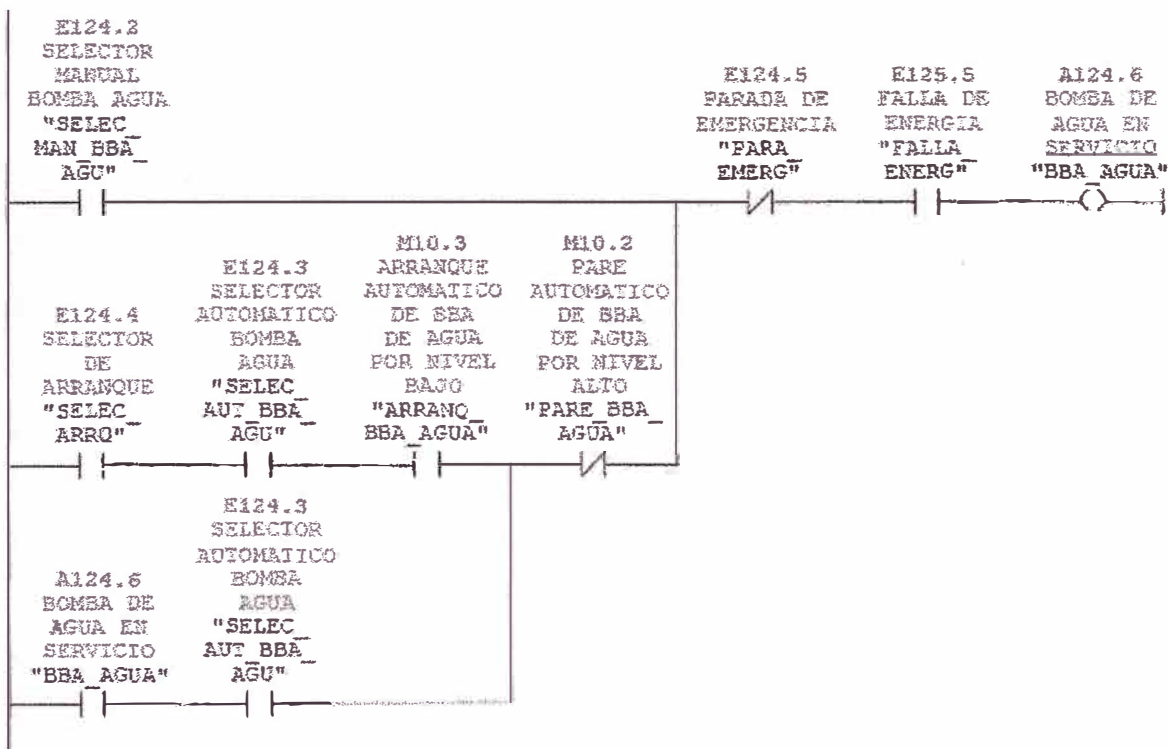 E124.2
SELECTOR
MANUAL
BOMBA AGUA
"SELEC_
MAN_BBA_
AGU"
E124.5
PARADA DE
EMERGENCIA
"PARA_
EMERG"
E125.5
FALLA DE
ENERGIA
"FALLA_
ENERG"
A124.6
BOMBA DE
AGUA EN
SERVICIO
"BBA_AGUA"
E124.4
SELECTOR
DE
ARRANQUE
"SELEC_
ARRQ"
E124.3
SELECTOR
AUTOMATICO
BOMBA
AGUA
"SELEC_
AUT_BBA_
AGU"
M10.3
ARRANQUE
AUTOMATICO
DE BBA
DE AGUA
POR NIVEL
BAJO
"ARRANQ_
BBA_AGUA"
M10.2
PARE
AUTOMATICO
DE BBA
DE AGUA
POR NIVEL
ALTO
"PARE_BBA_
AGUA"
A124.6
BOMBA DE
AGUA EN
SERVICIO
"BBA_AGUA"
E124.3
SELECTOR
AUTOMATICO
BOMBA
AGUA
"SELEC_
AUT_BBA_
AGU"